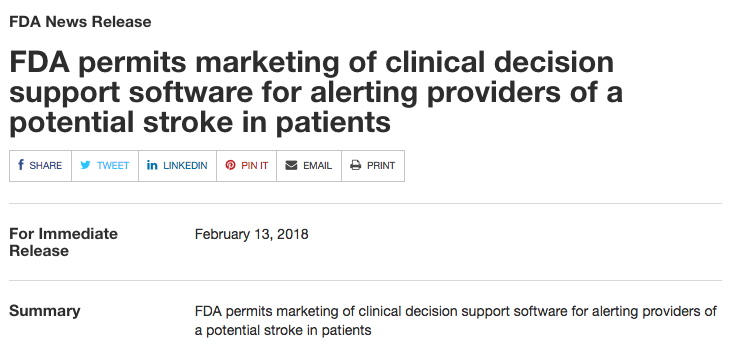 FDA News Release
FDA permits marketing of clinical decision
support software for alerting providers of a
potential stroke in patients
f SHARE TWEET in LINKEDIN PIN IT EMAIL PRINT
For Immediate
Release
February 13, 2018
Summary
FDA permits marketing of clinical decision support software for alerting providers of
a potential stroke in patients